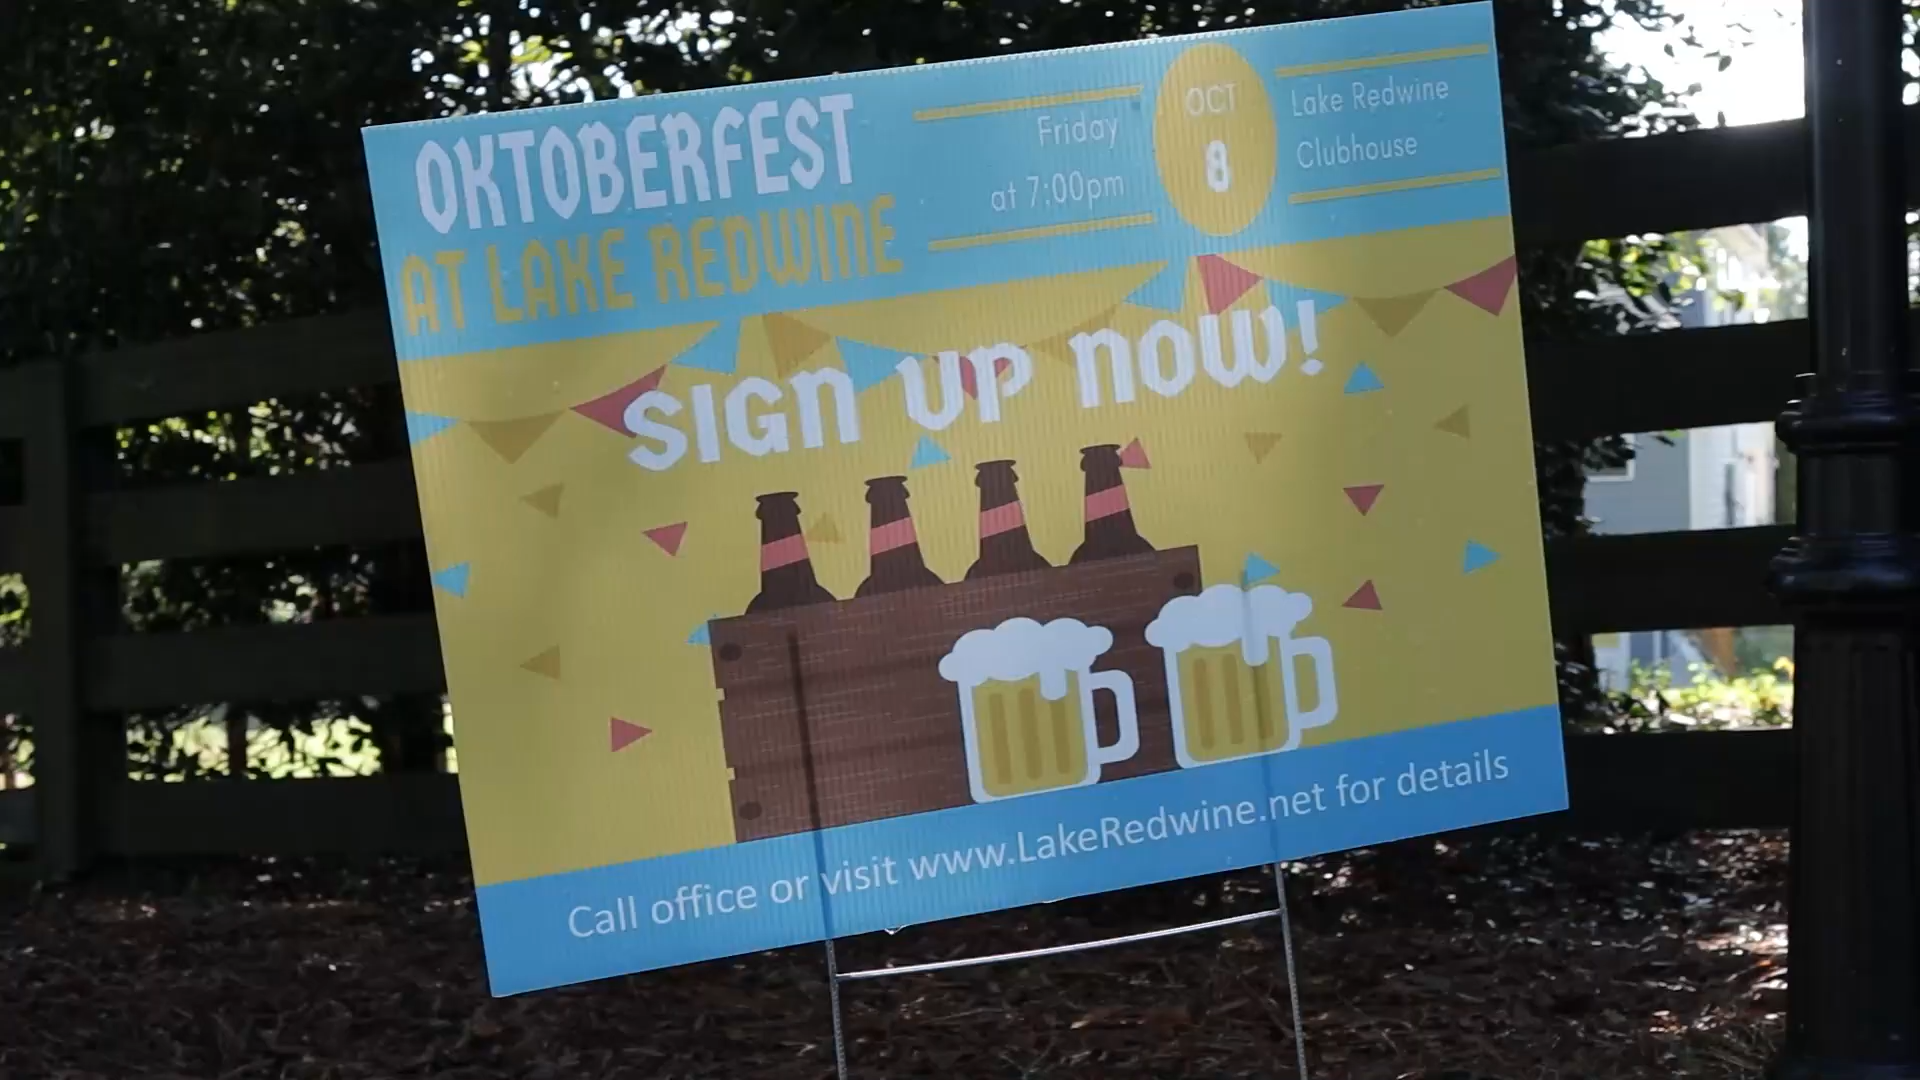 OKTOBERFEST
AT LAKE REDWINE
Friday
at 7:00pm
OCT
8
Lake Redwine
Clubhouse
SIGN UP NOW!
Call office or visit www.LakeRedwine.net for details